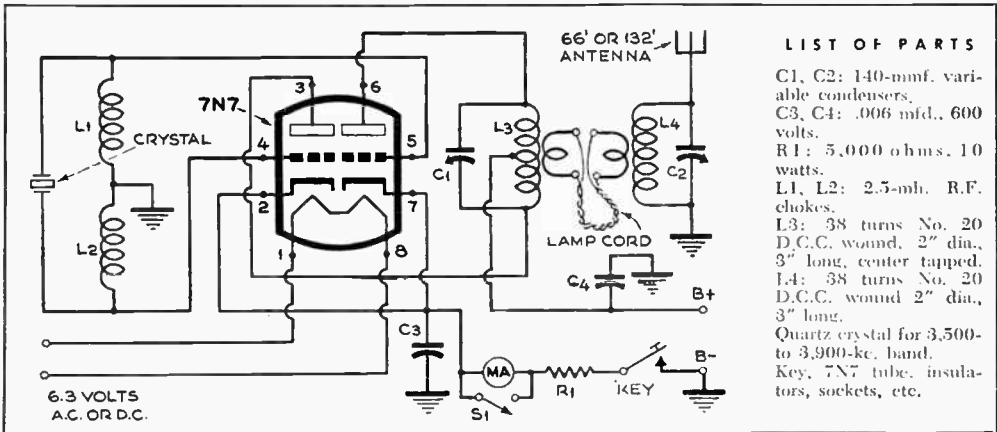 66' OR 132'
ANTENNA
7N7
3
6
L1
CRYSTAL
4
5
L3
L4
C1
C2
2
7
L2
LAMP CORD
1
8
C4
B+
C3
MA
R1
KEY
B-
S1
6.3 VOLTS
A.C. OR D.C.
LIST OF PARTS
C1, C2: 140-mmf. vari-
able condensers.
C3, C4: .006 mfd., 600
volts.
R1: 5,000 ohms, 10
watts.
L1, L2: 2.5-mh. R.F.
chokes.
L3: 38 turns No. 20
D.C.C. wound, 2" dia.,
3" long, center tapped.
L4: 38 turns No. 20
D.C.C. wound 2" dia.,
3" long.
Quartz crystal for 3,500-
to 3,900-kc. band.
Key, 7N7 tube, insula-
tors, sockets, etc.